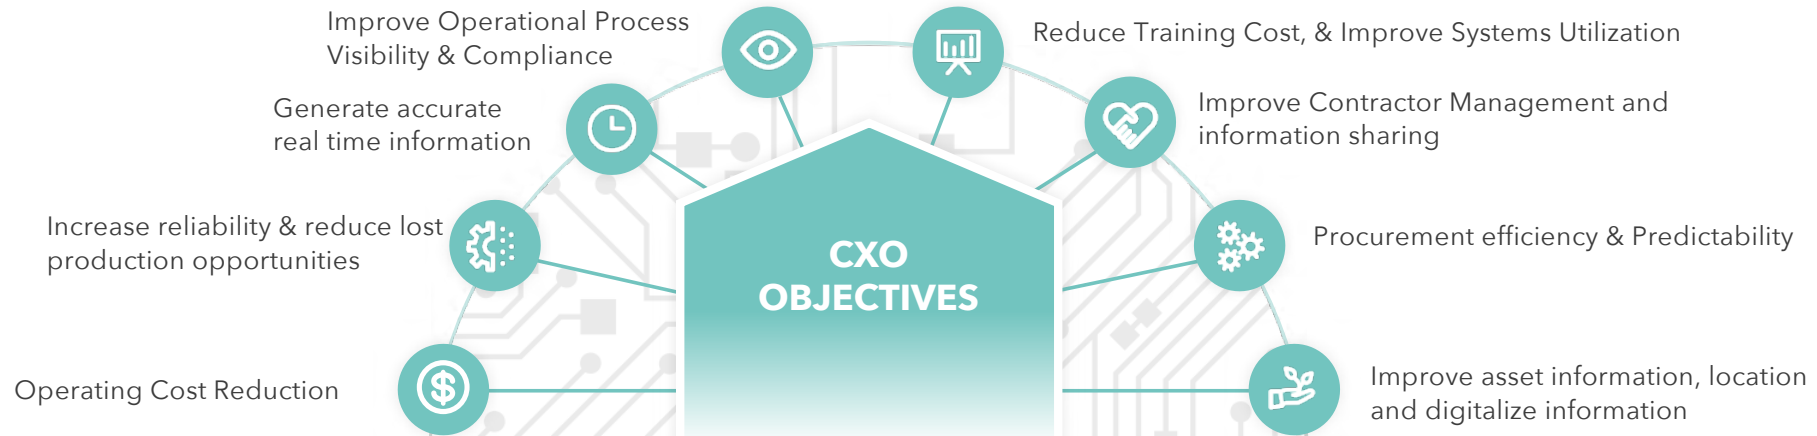 Improve Operational Process
Visibility & Compliance
Reduce Training Cost, & Improve Systems Utilization
Generate accurate
real time information
Improve Contractor Management and
information sharing
Increase reliability & reduce lost
production opportunities
Procurement efficiency & Predictability
CXO
OBJECTIVES
Operating Cost Reduction
Improve asset information, location
and digitalize information